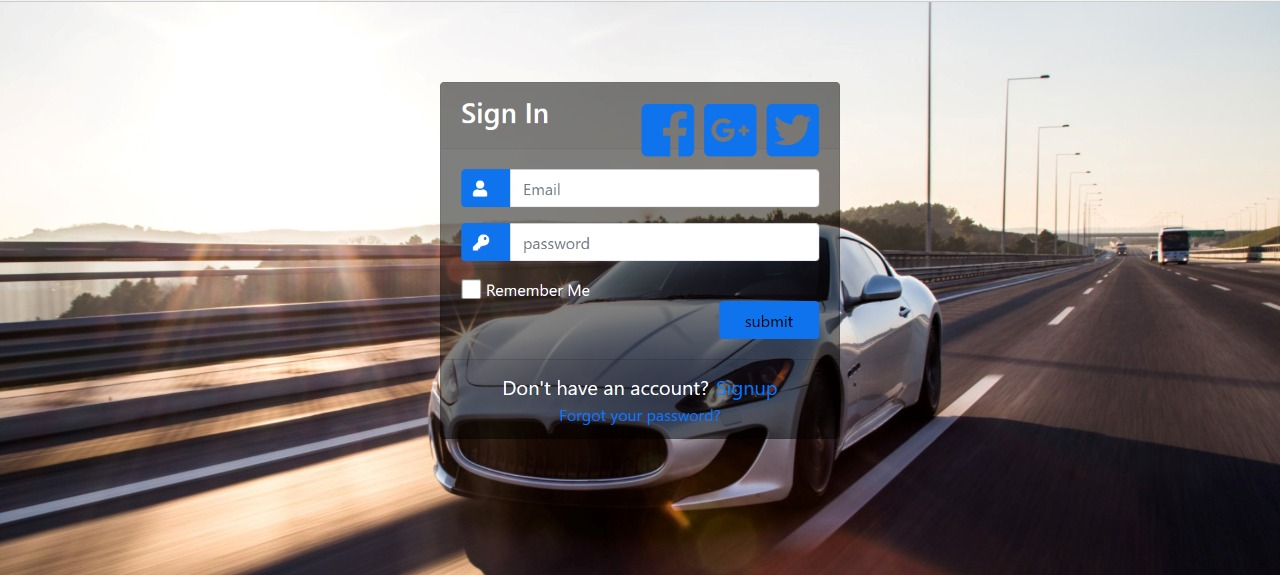 Sign In
Email
password
Remember Me
submit
Don't have an account? Signup
Forgot your password?